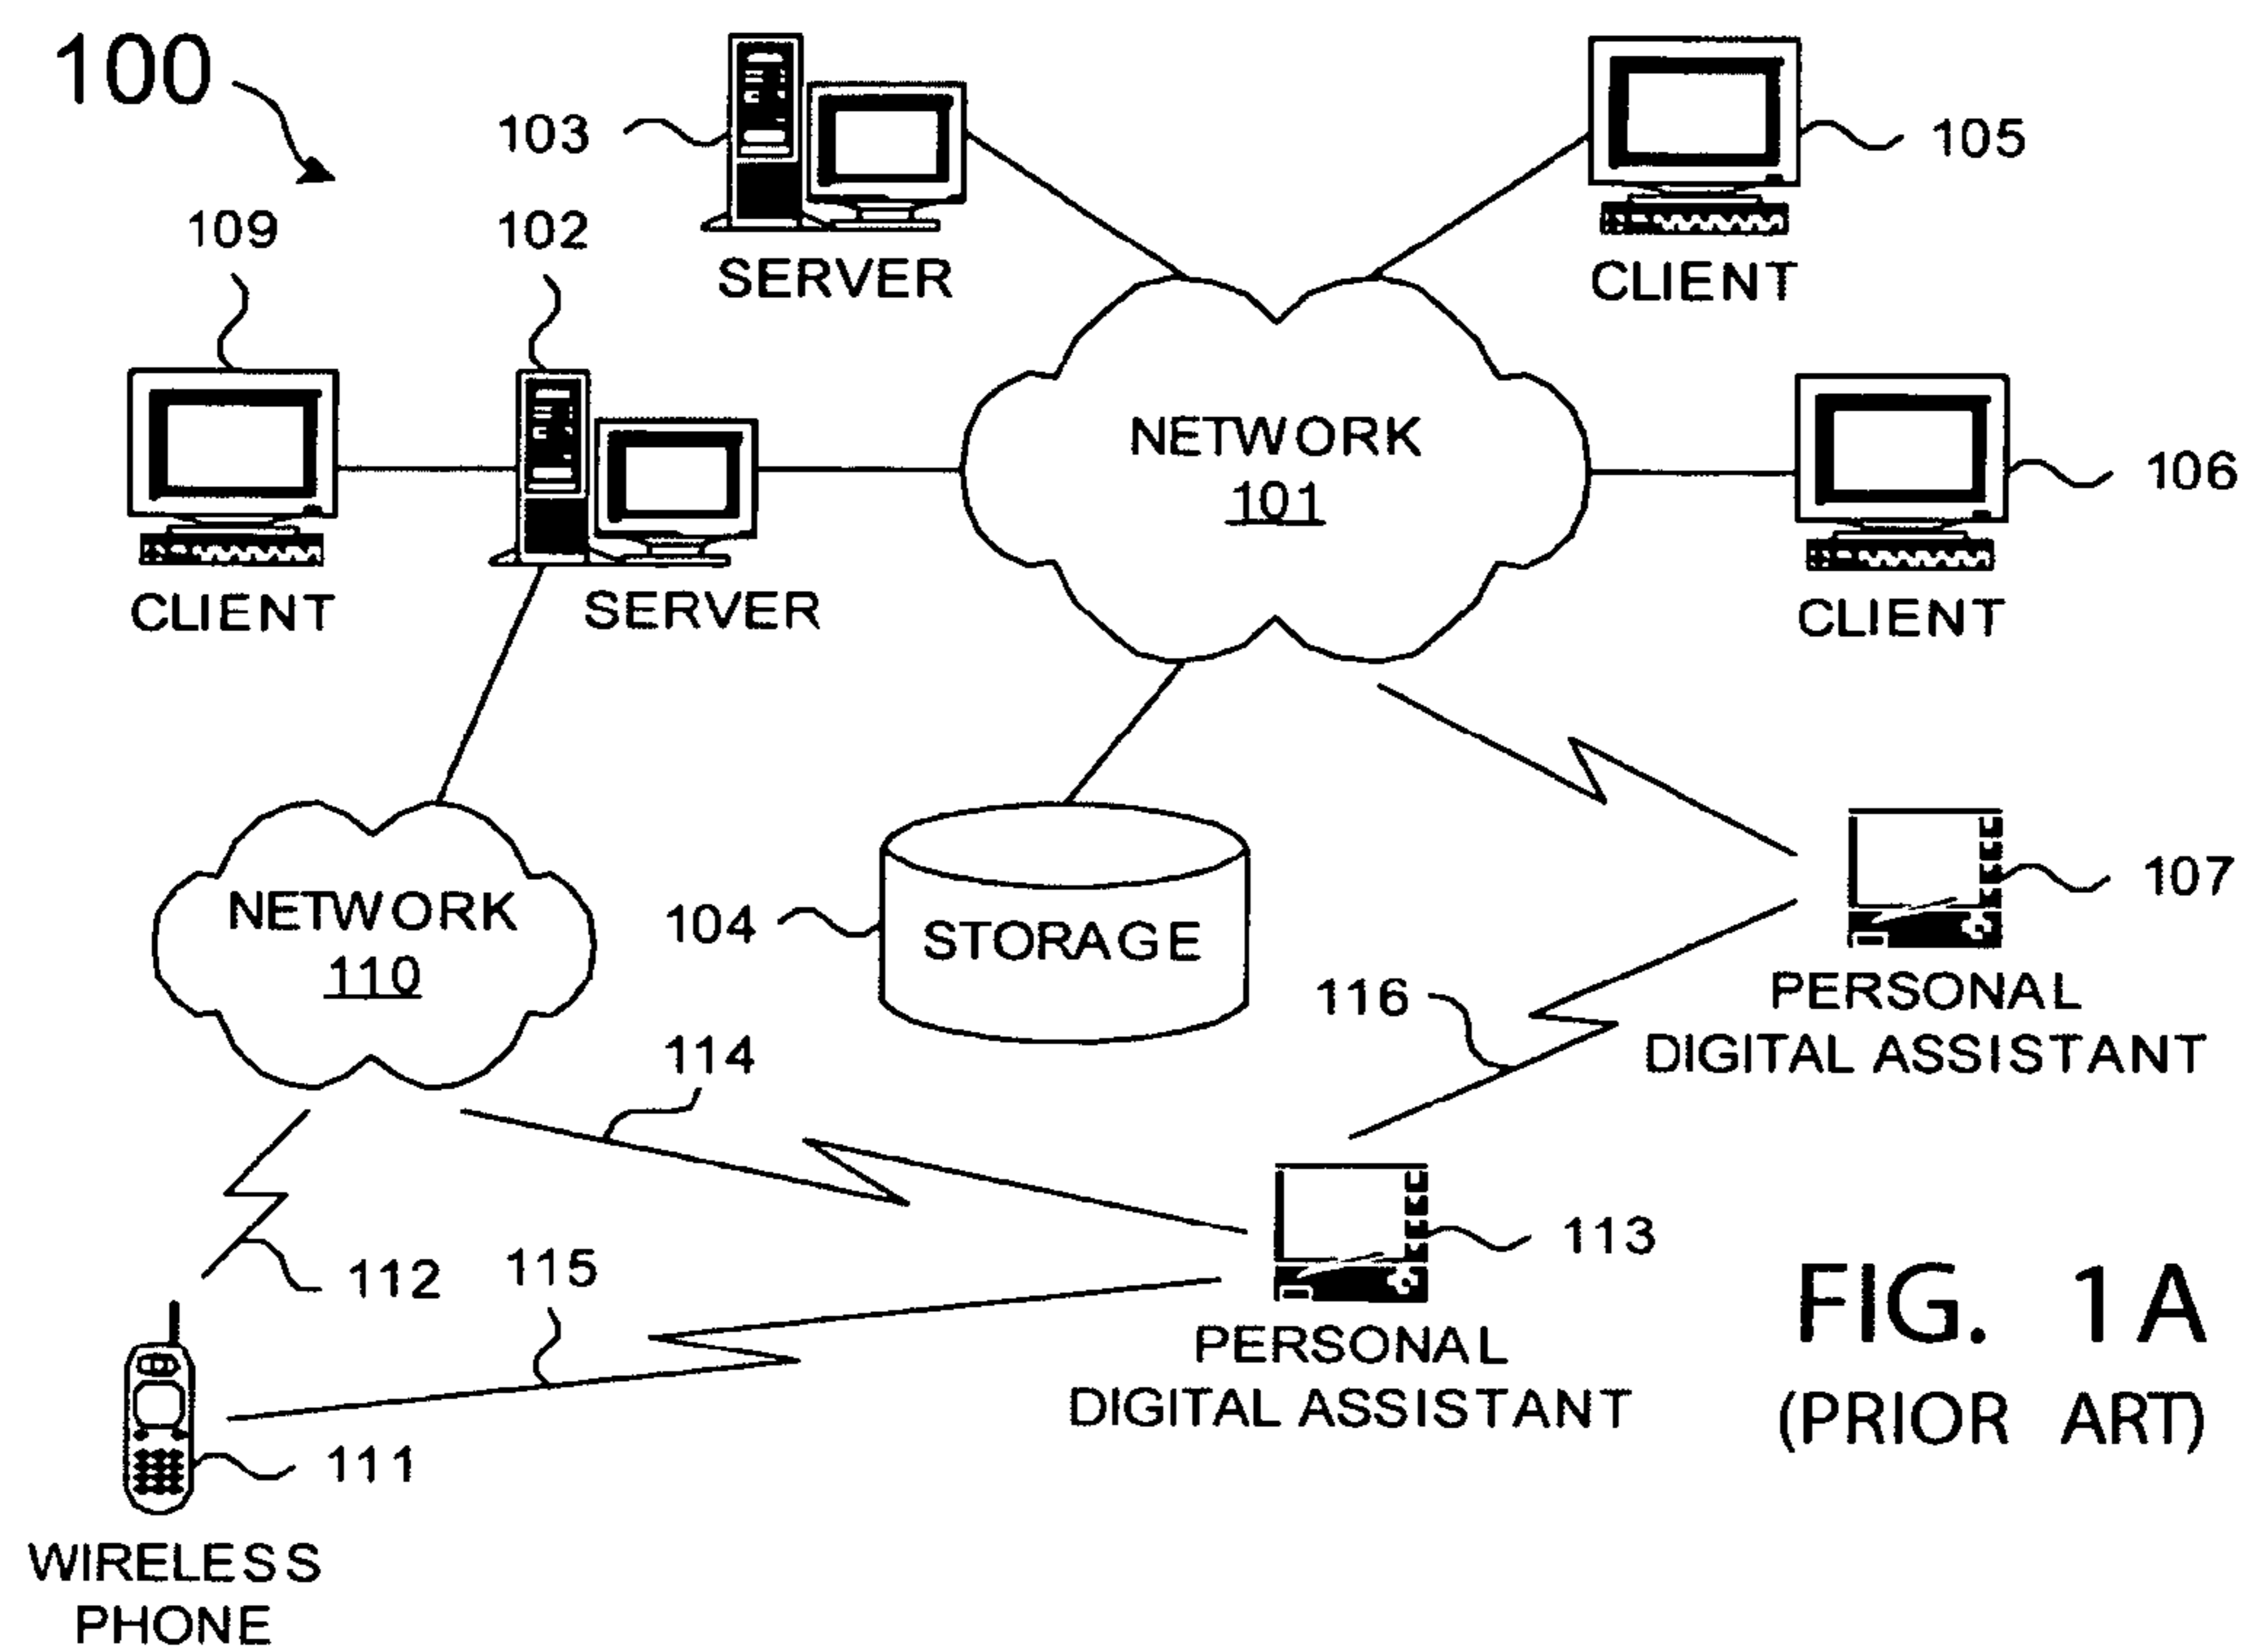 100
103
105
109
102
SERVER
CLIENT
NETWORK
101
106
CLIENT
SERVER
CLIENT
NETWORK
110
104
STORAGE
107
116
PERSONAL
DIGITAL ASSISTANT
114
113
112
115
PERSONAL
DIGITAL ASSISTANT
FIG. 1A
(PRIOR ART)
111
WIRELESS
PHONE